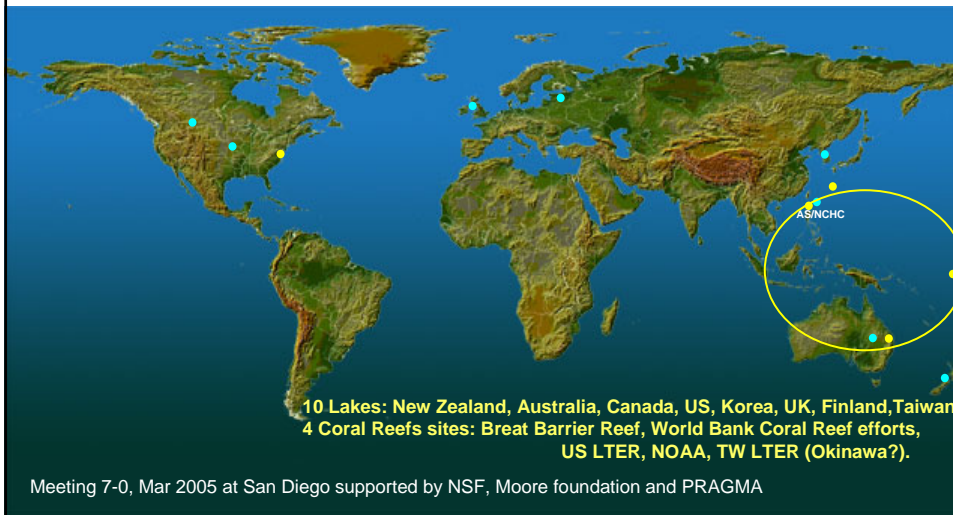 AS/NCHC
10 Lakes: New Zealand, Australia, Canada, US, Korea, UK, Finland,Taiwan
4 Coral Reefs sites: Breat Barrier Reef, World Bank Coral Reef efforts,
US LTER, NOAA, TW LTER (Okinawa?).
Meeting 7-0, Mar 2005 at San Diego supported by NSF, Moore foundation and PRAGMA